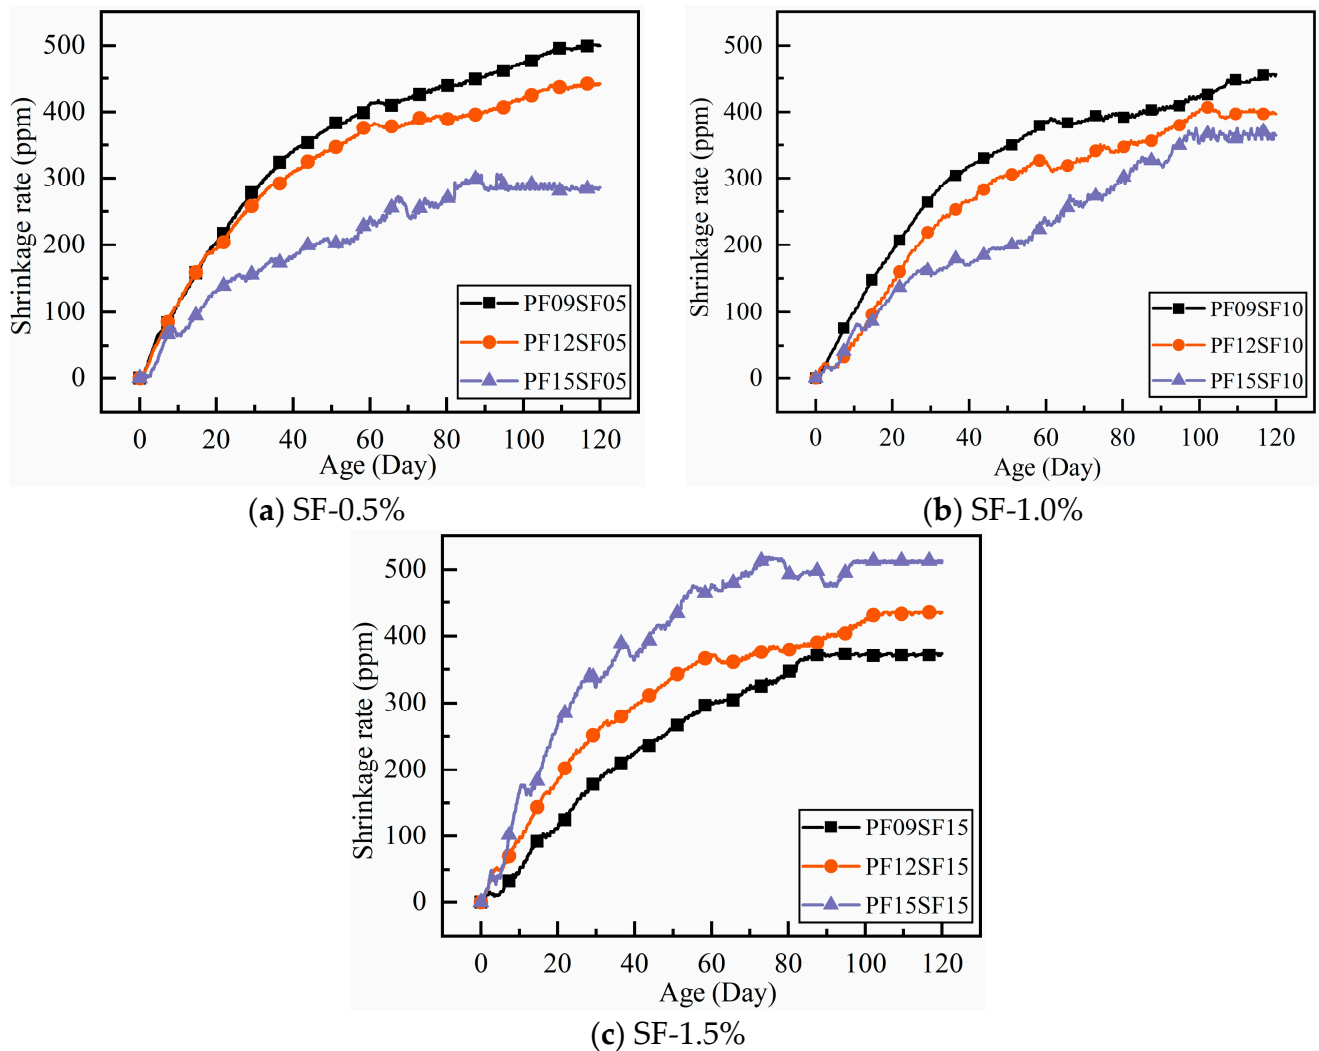 Shrinkage rate (ppm)
500
400
300
200
100
0
PF09SF05
PF12SF05
PF15SF05
0 20 40 60 80 100 120
Age (Day)
(a) SF-0.5%
Shrinkage rate (ppm)
500
400
300
200
100
0
PF09SF10
PF12SF10
PF15SF10
0 20 40 60 80 100 120
Age (Day)
(b) SF-1.0%
Shrinkage rate (ppm)
500
400
300
200
100
0
PF09SF15
PF12SF15
PF15SF15
0 20 40 60 80 100 120
Age (Day)
(c) SF-1.5%